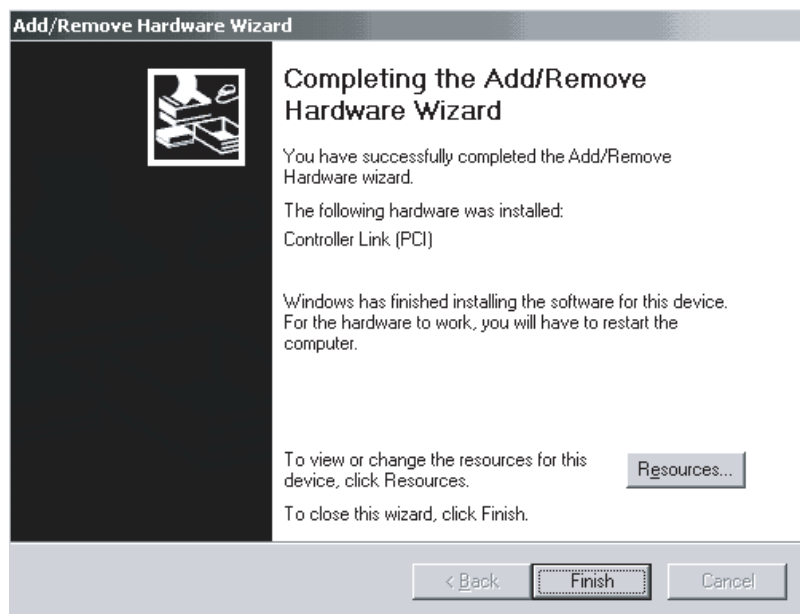 Add/Remove Hardware Wizard
Completing the Add/Remove
Hardware Wizard
You have successfully completed the Add/Remove
Hardware wizard.
The following hardware was installed:
Controller Link (PCI)
Windows has finished installing the software for this device.
For the hardware to work, you will have to restart the
computer.
To view or change the resources for this
device, click Resources.
Resources...
To close this wizard, click Finish.
< Back
Finish
Cancel